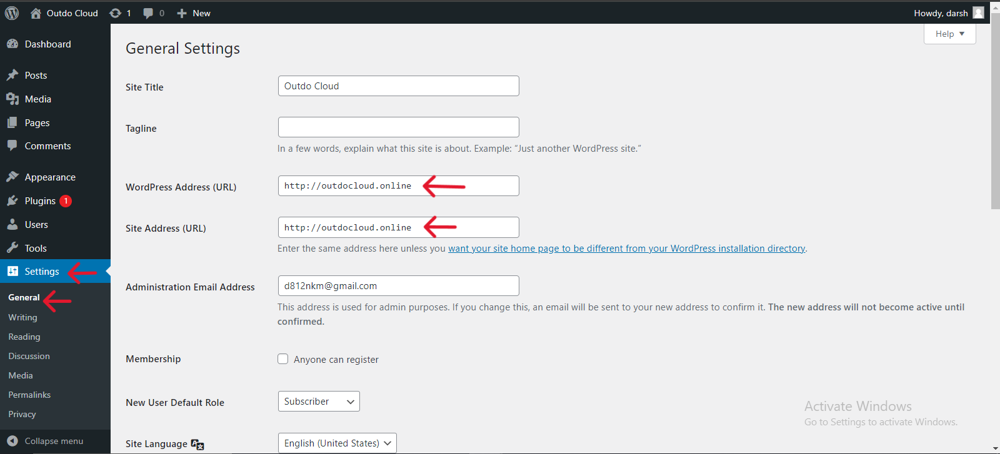 Outdo Cloud 1 0 New Howdy, darsh
Help
Dashboard
Posts
Media
Pages
Comments
Appearance
Plugins 1
Users
Tools
Settings
General
Writing
Reading
Discussion
Media
Permalinks
Privacy
Collapse menu
General Settings
Site Title Outdo Cloud
Tagline
In a few words, explain what this site is about. Example: “Just another WordPress site.”
WordPress Address (URL) http://outdocloud.online
Site Address (URL) http://outdocloud.online
Enter the same address here unless you want your site home page to be different from your WordPress installation directory.
Administration Email Address d812nkm@gmail.com
This address is used for admin purposes. If you change this, an email will be sent to your new address to confirm it. The new address will not become active until
confirmed.
Membership Anyone can register
New User Default Role Subscriber
Site Language English (United States)
Activate Windows
Go to Settings to activate Windows.